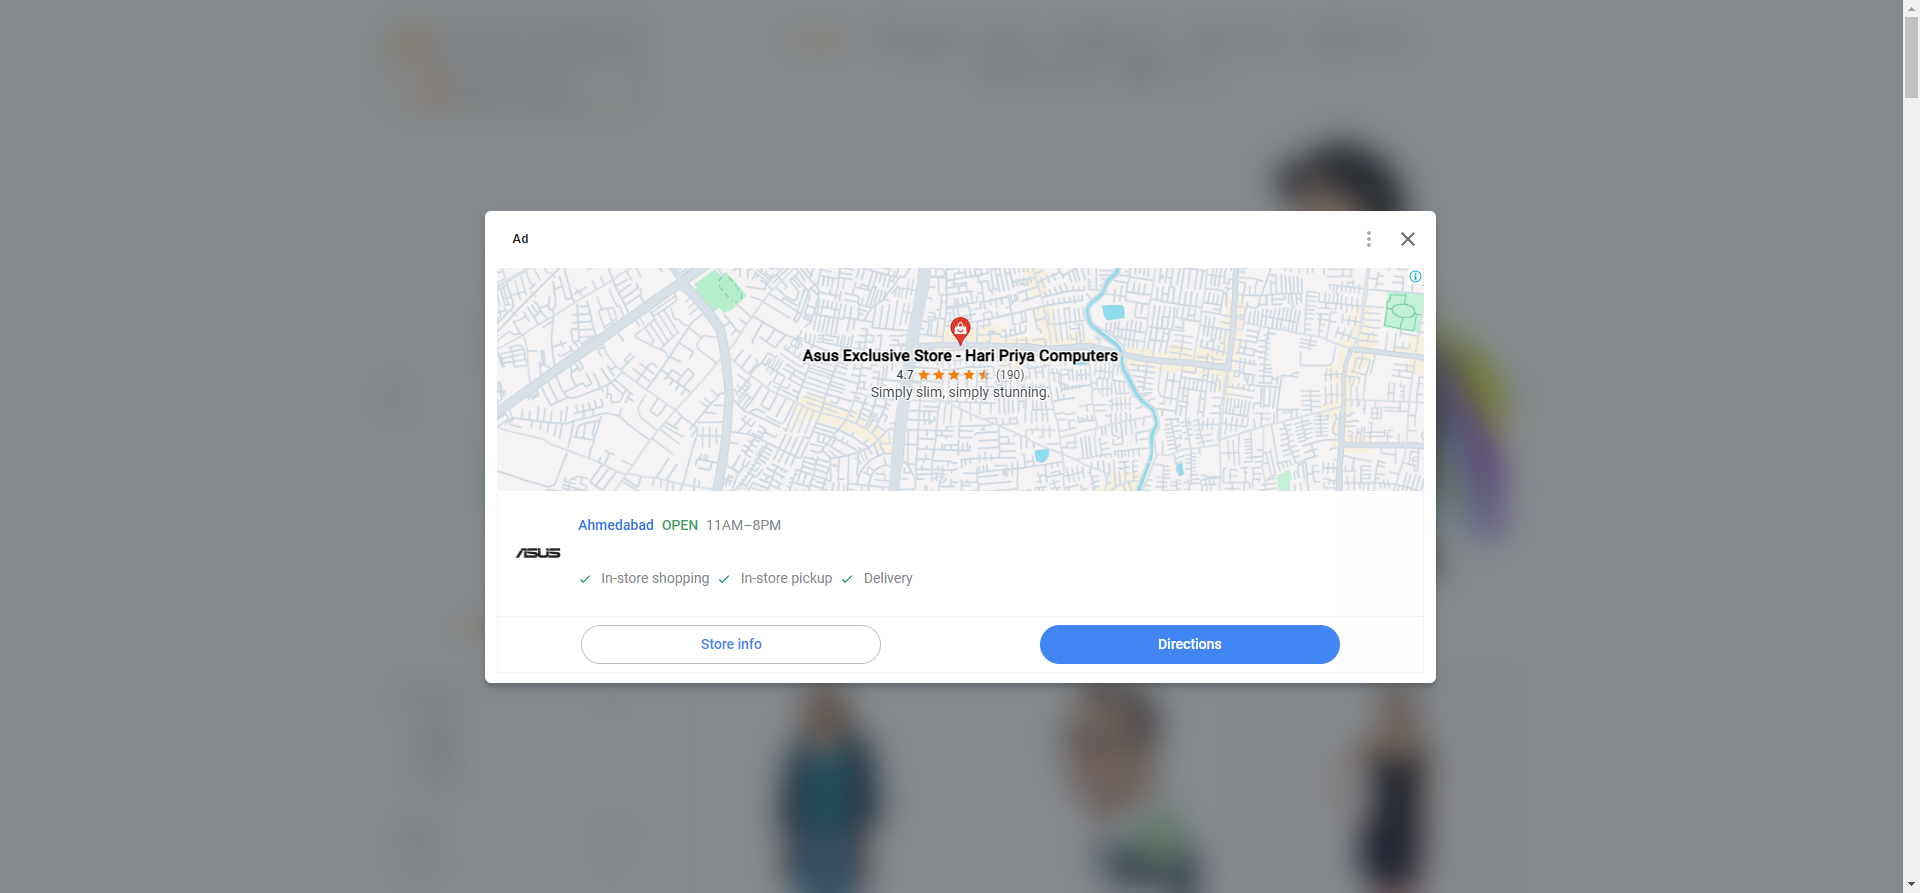 Ad
Asus Exclusive Store - Hari Priya Computers
4.7 (190)
Simply slim, simply stunning.
Ahmedabad OPEN 11AM–8PM
ASUS
In-store shopping In-store pickup Delivery
Store info
Directions